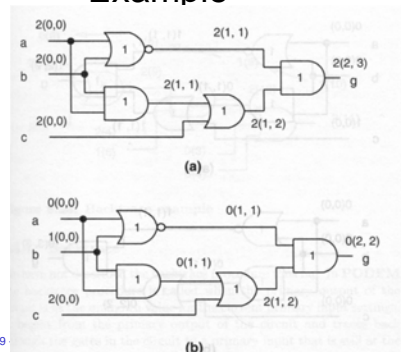 Example
2(0,0)
a
1
2(1, 1)
2(0,0)
b
1
2(2, 3)
g
2(1, 1)
1
1
2(0,0)
c
2(1, 2)
(a)
0(0,0)
a
1
0(1, 1)
1(0,0)
b
1
0(2, 2)
g
0(1, 1)
1
1
2(0,0)
c
2(1, 2)
9
(b)